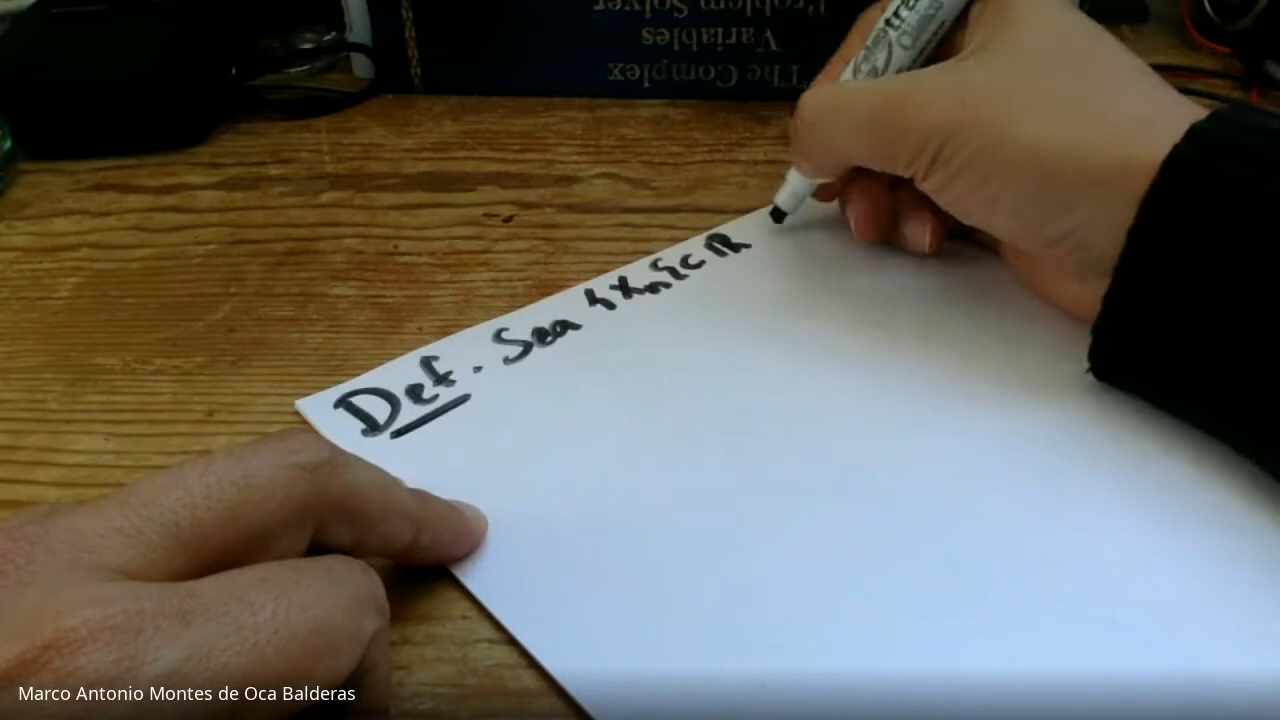 The Complex
Variables
Problem Solver
Def. Sea {Xn} ⊂ ℝ
Marco Antonio Montes de Oca Balderas